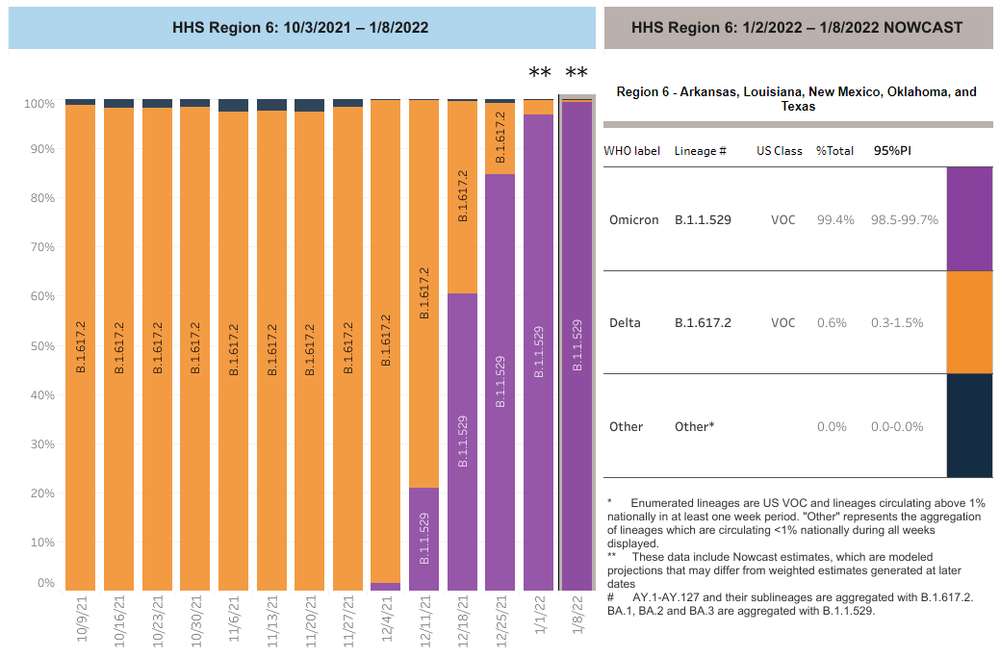 HHS Region 6: 10/3/2021 – 1/8/2022
HHS Region 6: 1/2/2022 – 1/8/2022 NOWCAST
** **
100%
90%
80%
70%
60%
50%
40%
30%
20%
10%
0%
B.1.617.2
B.1.617.2
B.1.617.2
B.1.617.2
B.1.617.2
B.1.617.2
B.1.617.2
B.1.617.2
B.1.617.2
B.1.617.2
B.1.1.529
B.1.617.2
B.1.1.529
B.1.617.2
B.1.1.529
B.1.1.529
B.1.1.529
10/9/21
10/16/21
10/23/21
10/30/21
11/6/21
11/13/21
11/20/21
11/27/21
12/4/21
12/11/21
12/18/21
12/25/21
1/1/22
1/8/22
Region 6 - Arkansas, Louisiana, New Mexico, Oklahoma, and
Texas
WHO label Lineage # US Class %Total 95%PI
Omicron B.1.1.529 VOC 99.4% 98.5-99.7%
Delta B.1.617.2 VOC 0.6% 0.3-1.5%
Other Other* 0.0% 0.0-0.0%
* Enumerated lineages are US VOC and lineages circulating above 1%
nationally in at least one week period. "Other" represents the aggregation
of lineages which are circulating <1% nationally during all weeks
displayed.
** These data include Nowcast estimates, which are modeled
projections that may differ from weighted estimates generated at later
dates
# AY.1-AY.127 and their sublineages are aggregated with B.1.617.2.
BA.1, BA.2 and BA.3 are aggregated with B.1.1.529.